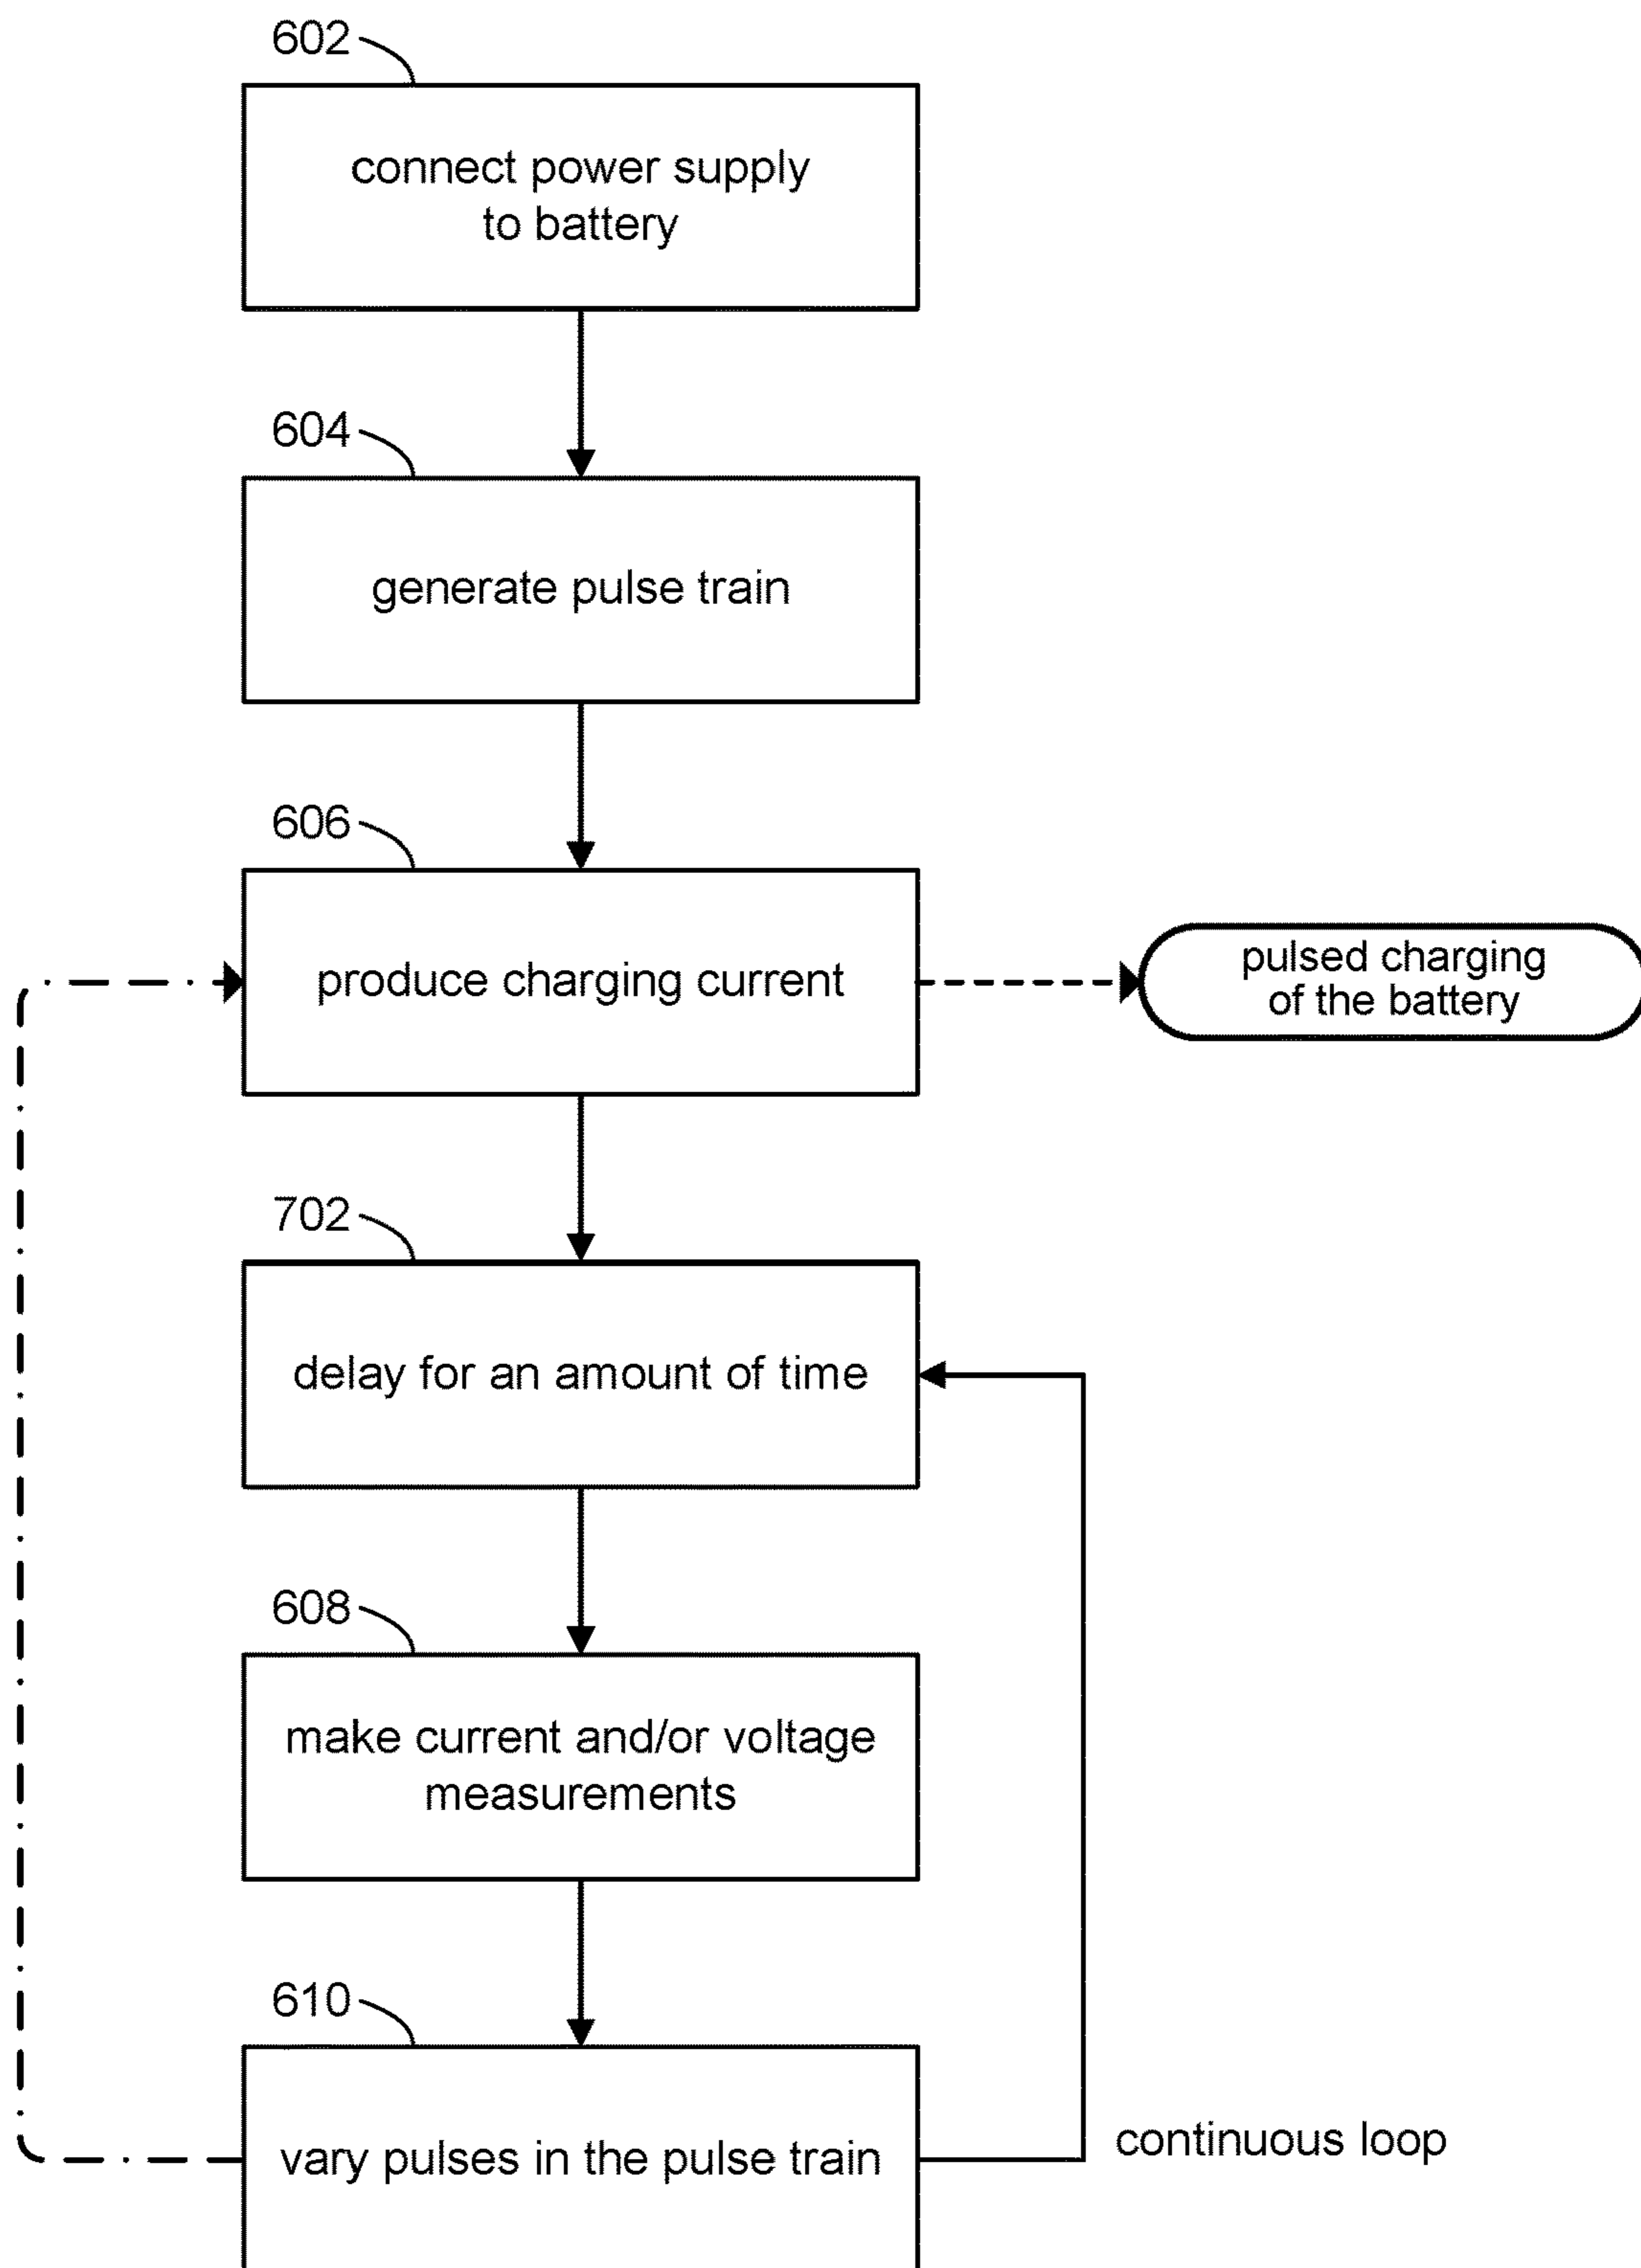 602
connect power supply
to battery
604
generate pulse train
606
produce charging current
pulsed charging
of the battery
702
delay for an amount of time
608
make current and/or voltage
measurements
610
vary pulses in the pulse train
continuous loop